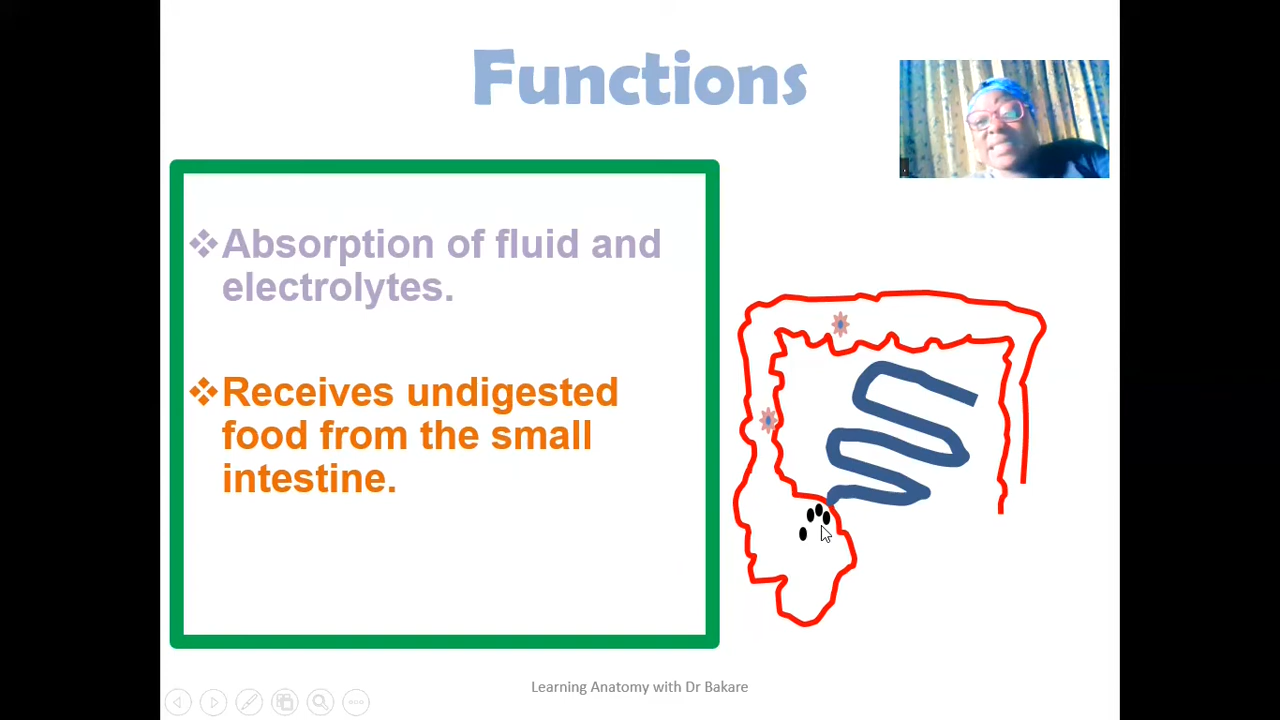 Functions
❖Absorption of fluid and
electrolytes.
❖Receives undigested
food from the small
intestine.
Learning Anatomy with Dr Bakare